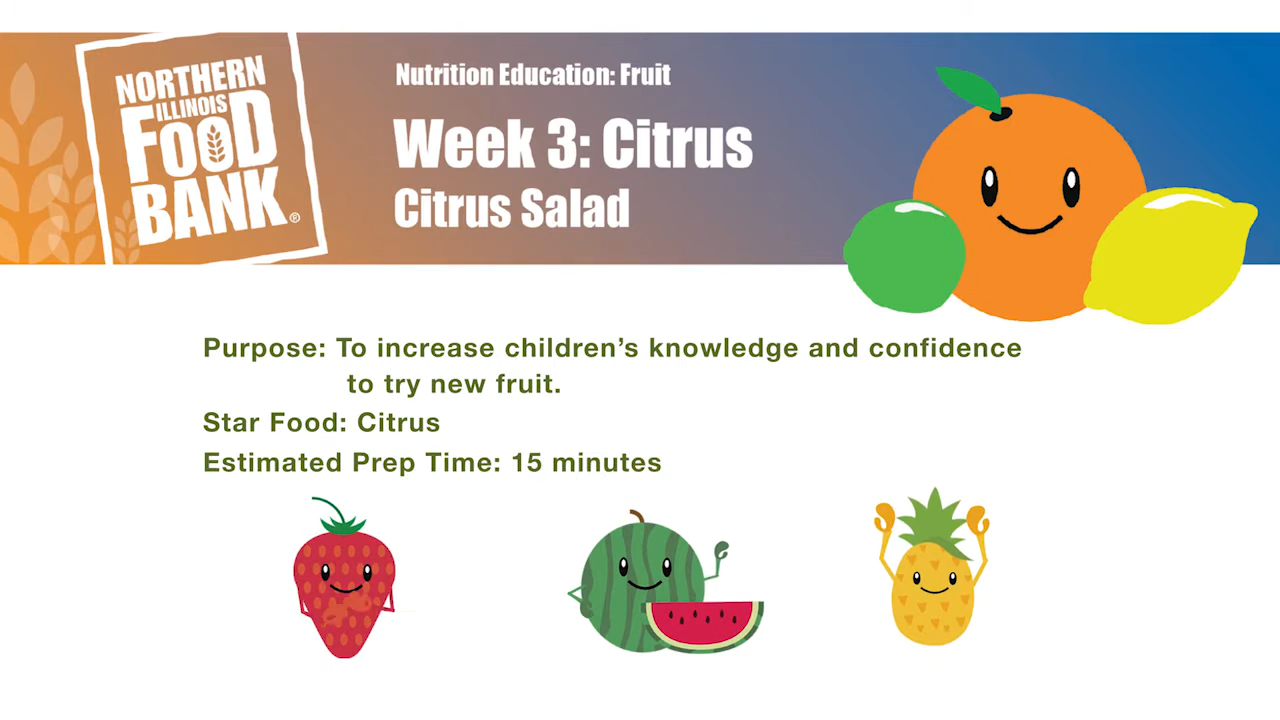 NORTHERN
ILLINOIS
FOOD
BANK®
Nutrition Education: Fruit
Week 3: Citrus
Citrus Salad
Purpose: To increase children’s knowledge and confidence
to try new fruit.
Star Food: Citrus
Estimated Prep Time: 15 minutes